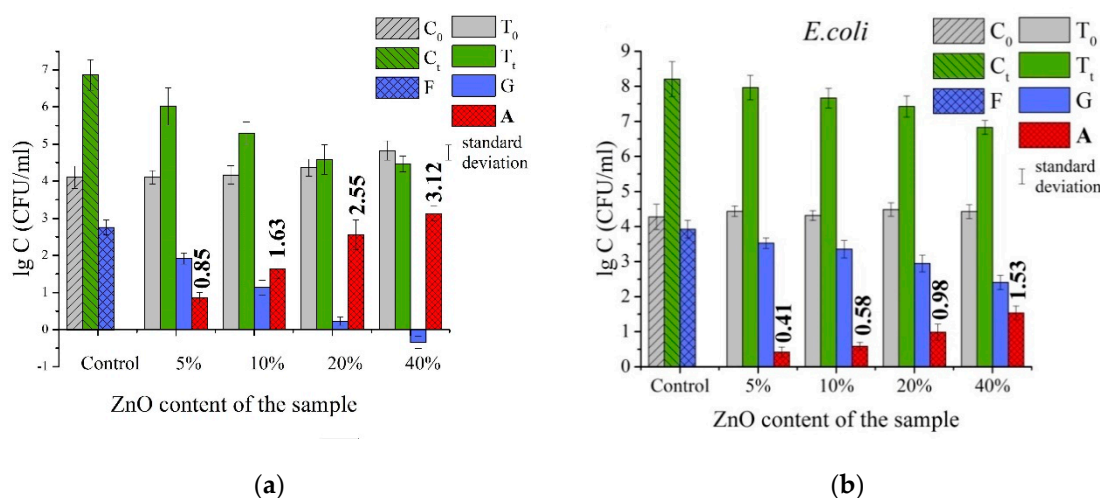 a)
C₀ T₀
Cₜ Tₜ
F G
A
standard
deviation
lg C (CFU/ml)
7
6
5
4
3
2
1
0
-1
0.85
1.63
2.55
3.12
Control 5% 10% 20% 40%
ZnO content of the sample
(a)
b)
E.coli
C₀ T₀
Cₜ Tₜ
F G
A
standard
deviation
lg C (CFU/ml)
9
8
7
6
5
4
3
2
1
0
0.41
0.58
0.98
1.53
Control 5% 10% 20% 40%
ZnO content of the sample
(b)